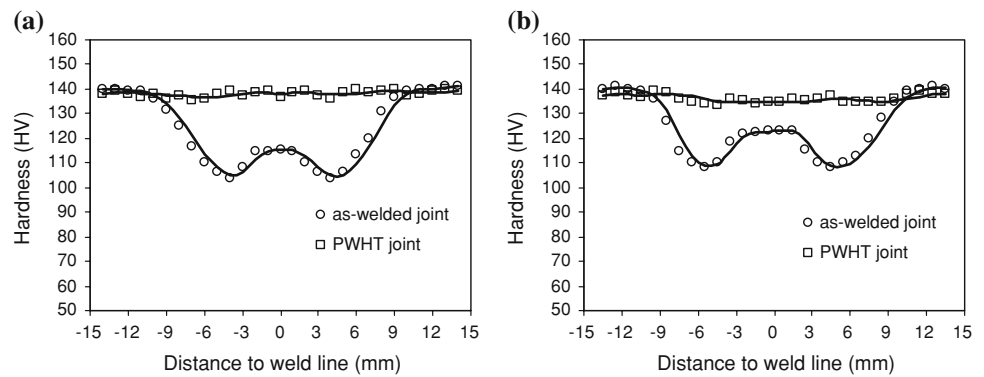 (a)
160
150
140
130
120
110
100
90
80
70
60
50
Hardness (HV)
as-welded joint
PWHT joint
-15 -12 -9 -6 -3 0 3 6 9 12 15
Distance to weld line (mm)
(b)
160
150
140
130
120
110
100
90
80
70
60
50
Hardness (HV)
as-welded joint
PWHT joint
-15 -12 -9 -6 -3 0 3 6 9 12 15
Distance to weld line (mm)